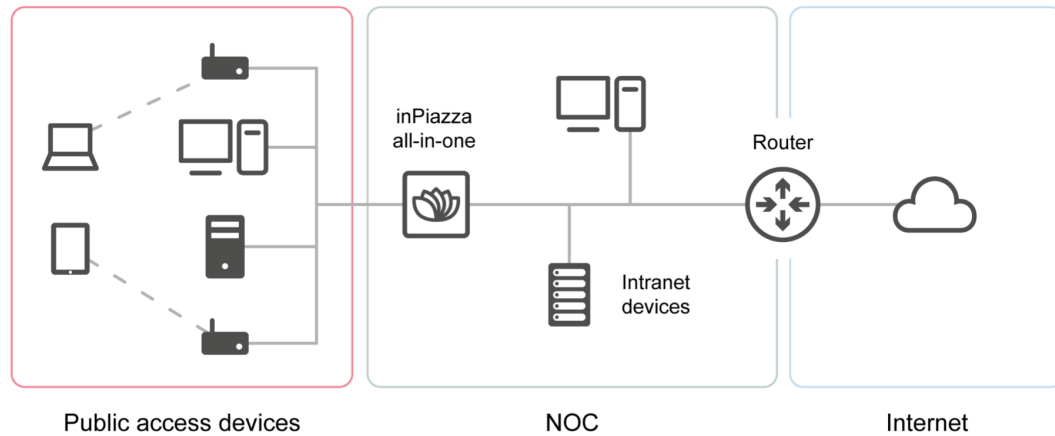 inPiazza
all-in-one
Router
Intranet
devices
Public access devices
NOC
Internet